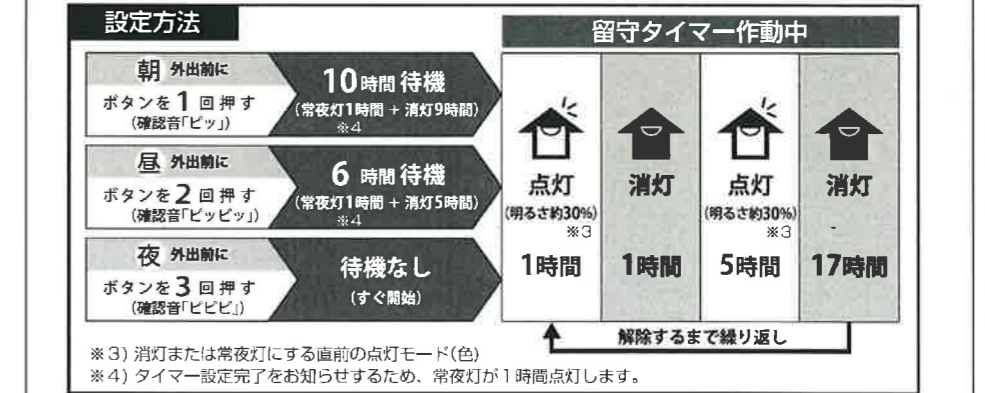 設定方法
留守タイマー作動中
朝 外出前に
ボタンを1回押す
(確認音「ピッ」)
10時間待機
(常夜灯1時間 + 消灯9時間)
※4
昼 外出前に
ボタンを2回押す
(確認音「ピッピッ」)
6時間待機
(常夜灯1時間 + 消灯5時間)
※4
夜 外出前に
ボタンを3回押す
(確認音「ピピピ」)
待機なし
(すぐ開始)
点灯
(明るさ約30%)
※3
1時間
消灯
1時間
点灯
(明るさ約30%)
※3
5時間
消灯
17時間
解除するまで繰り返し
※3) 消灯または常夜灯にする直前の点灯モード(色)
※4) タイマー設定完了をお知らせするため、常夜灯が1時間点灯します。